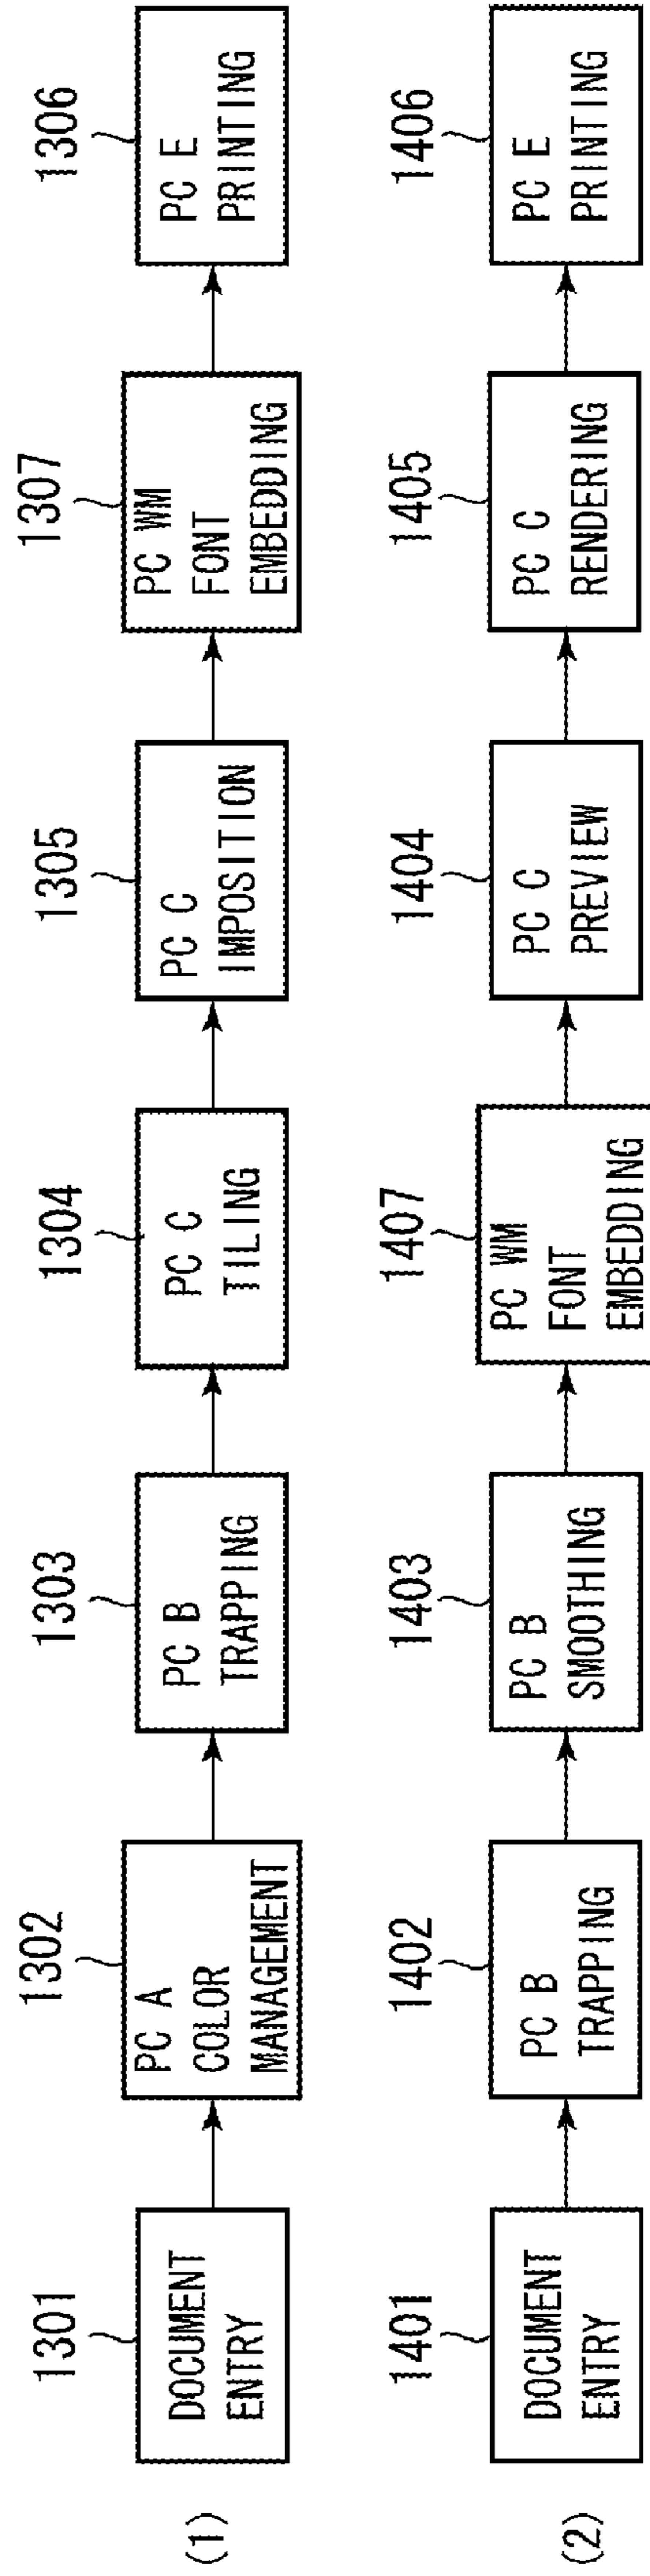 (1)
1301
DOCUMENT
ENTRY
1302
PC A
COLOR
MANAGEMENT
1303
PC B
TRAPPING
1304
PC C
TILING
1305
PC C
IMPOSITION
1307
PC WM
FONT
EMBEDDING
1306
PC E
PRINTING
(2)
1401
DOCUMENT
ENTRY
1402
PC B
TRAPPING
1403
PC B
SMOOTHING
1407
PC WM
FONT
EMBEDDING
1404
PC C
PREVIEW
1405
PC C
RENDERING
1406
PC E
PRINTING